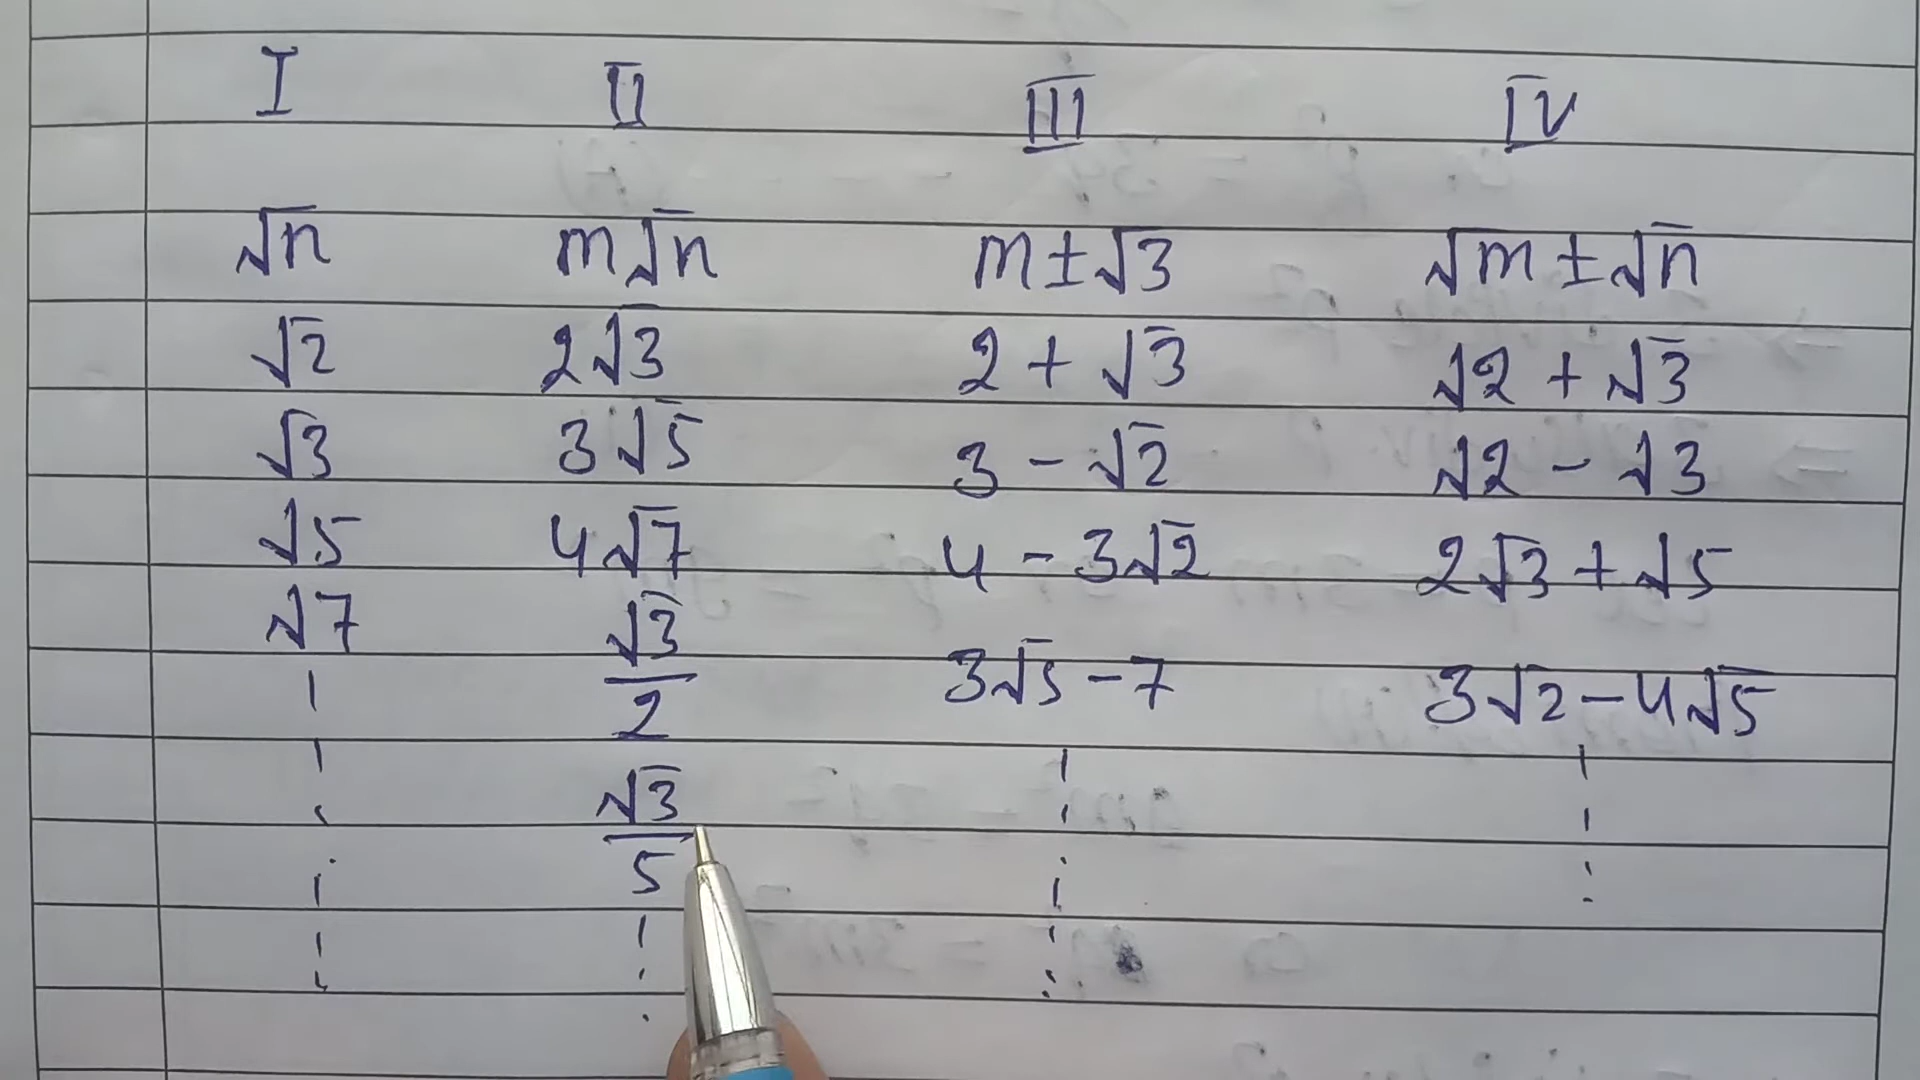 I II III IV
√n m√n m±√3 √m ± √n
√2 2√3 2 + √3 √2 + √3
√3 3√5 3 - √2 √2 - √3
√5 4√7 4 - 3√2 2√3 + √5
√7 √3/2 3√5 - 7 3√2 - 4√5
√3/5